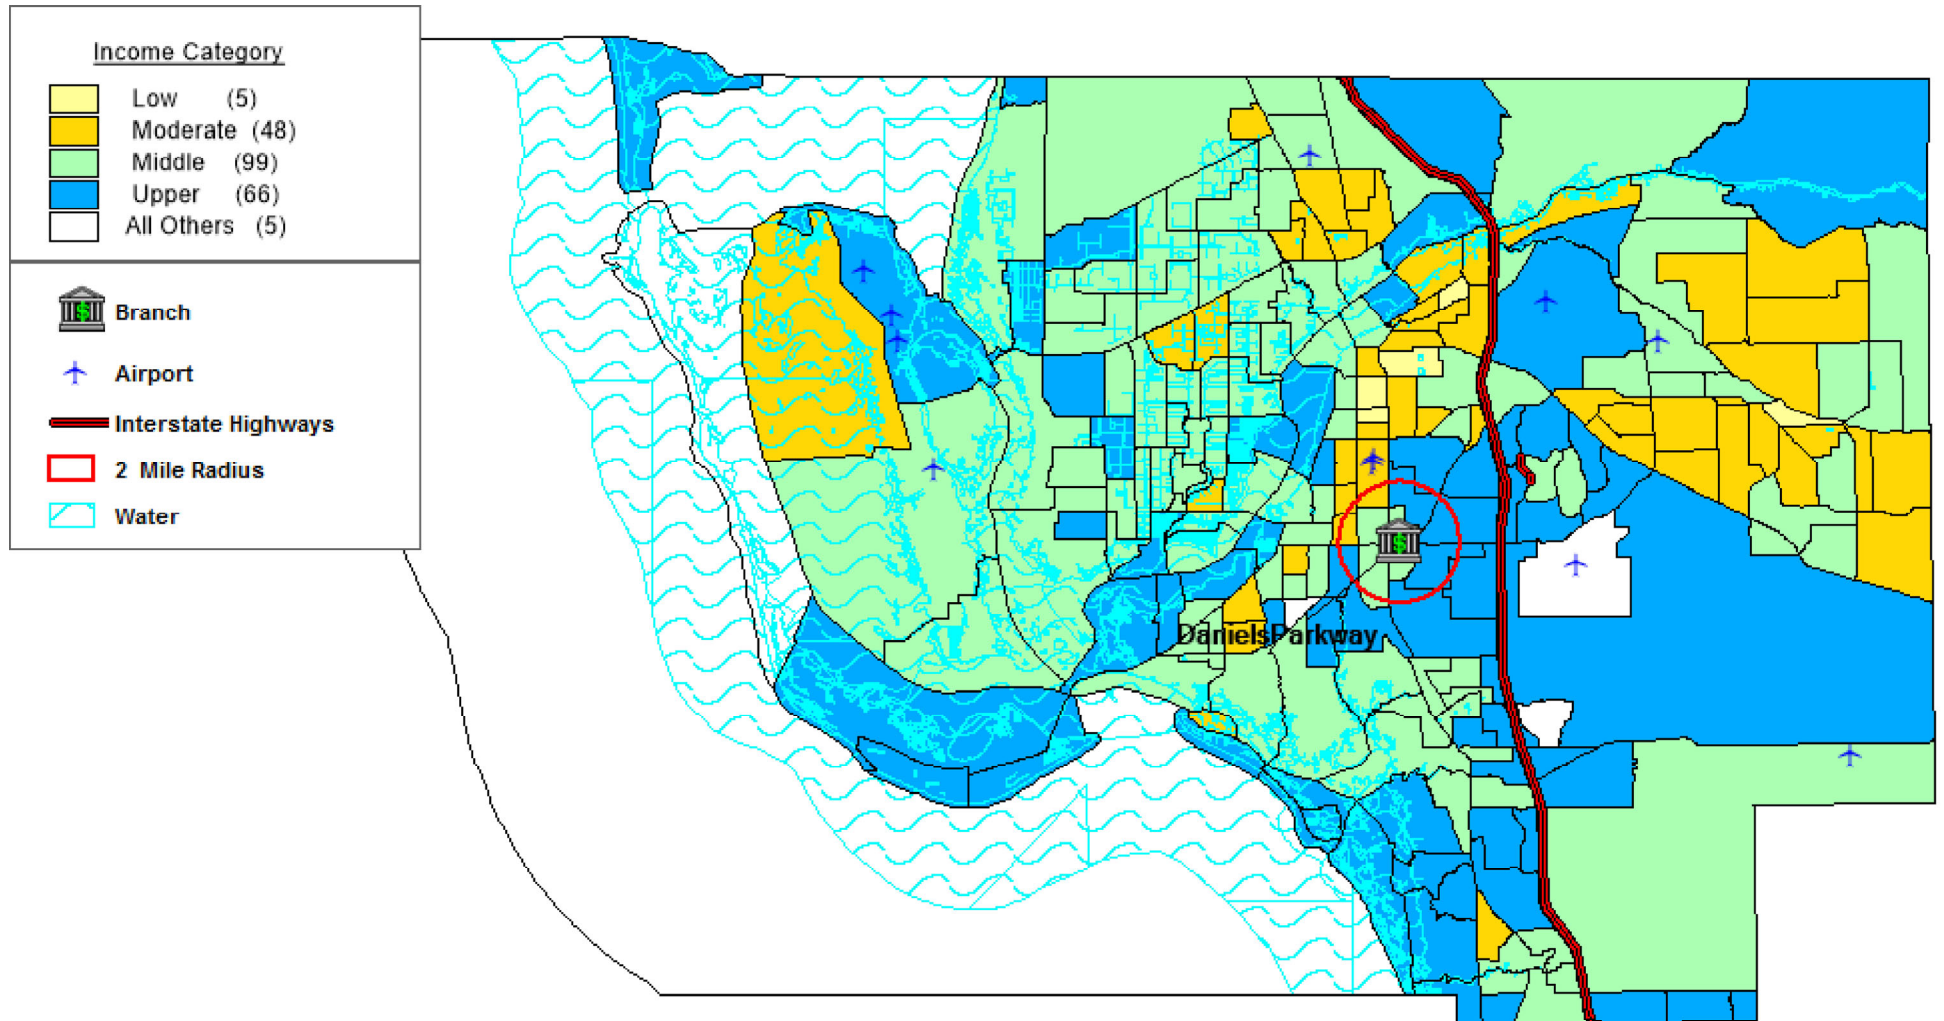 Income Category
Low (5)
Moderate (48)
Middle (99)
Upper (66)
All Others (5)
Branch
Airport
Interstate Highways
2 Mile Radius
Water
DanielsParkway